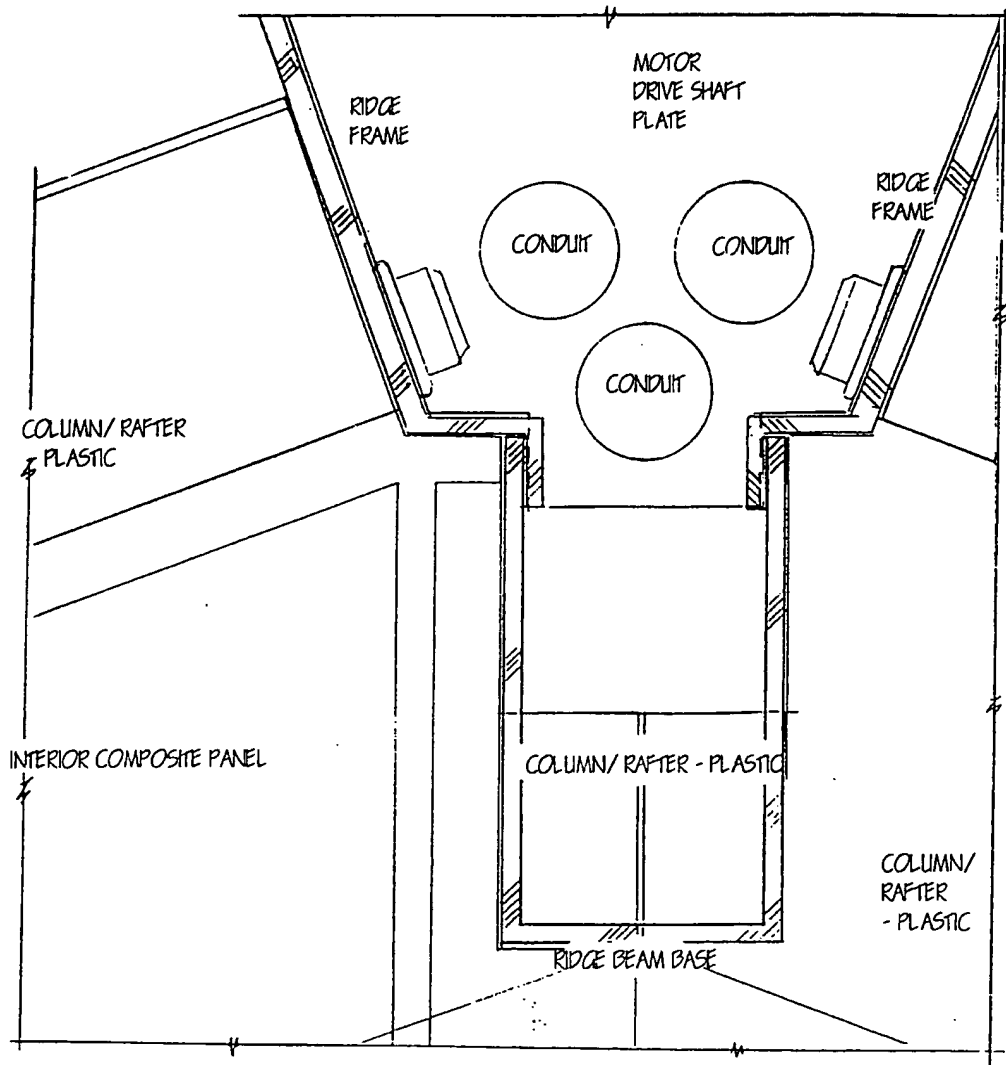 MOTOR
DRIVE SHAFT
PLATE
RIDGE
FRAME
RIDGE
FRAME
CONDUIT
CONDUIT
CONDUIT
COLUMN/ RAFTER
PLASTIC
INTERIOR COMPOSITE PANEL
COLUMN/ RAFTER - PLASTIC
COLUMN/
RAFTER
- PLASTIC
RIDGE BEAM BASE